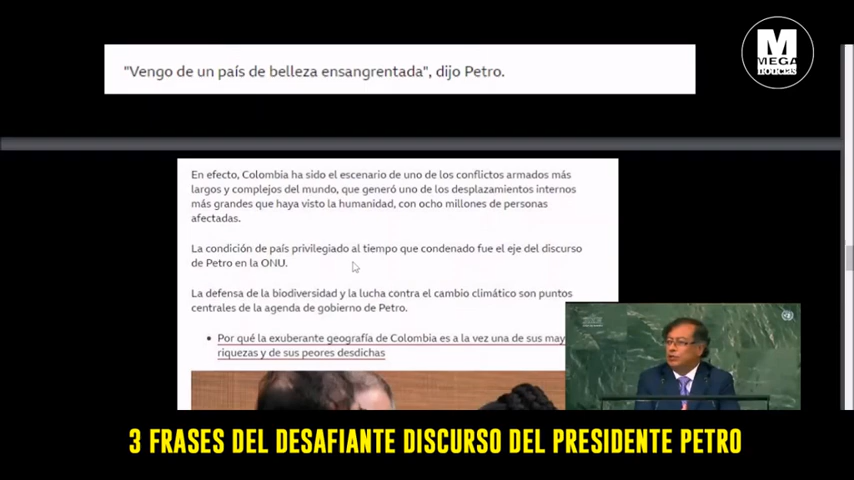 MEGA
noticias
"Vengo de un país de belleza ensangrentada", dijo Petro.
En efecto, Colombia ha sido el escenario de uno de los conflictos armados más
largos y complejos del mundo, que generó uno de los desplazamientos internos
más grandes que haya visto la humanidad, con ocho millones de personas
afectadas.
La condición de país privilegiado al tiempo que condenado fue el eje del discurso
de Petro en la ONU.
La defensa de la biodiversidad y la lucha contra el cambio climático son puntos
centrales de la agenda de gobierno de Petro.
Por qué la exuberante geografía de Colombia es a la vez una de sus may
riquezas y de sus peores desdichas
3 FRASES DEL DESAFIANTE DISCURSO DEL PRESIDENTE PETRO